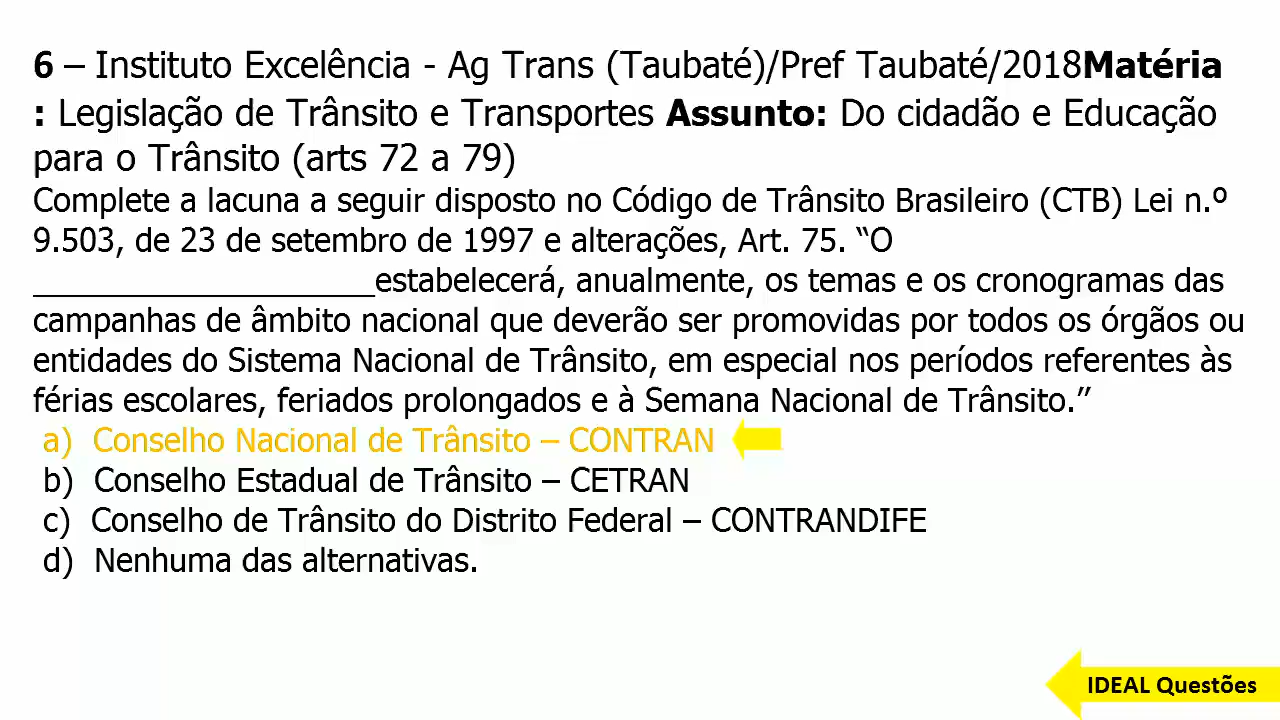 6 – Instituto Excelência - Ag Trans (Taubaté)/Pref Taubaté/2018Matéria
: Legislação de Trânsito e Transportes Assunto: Do cidadão e Educação
para o Trânsito (arts 72 a 79)
Complete a lacuna a seguir disposto no Código de Trânsito Brasileiro (CTB) Lei n.º
9.503, de 23 de setembro de 1997 e alterações, Art. 75. “O
____________________estabelecerá, anualmente, os temas e os cronogramas das
campanhas de âmbito nacional que deverão ser promovidas por todos os órgãos ou
entidades do Sistema Nacional de Trânsito, em especial nos períodos referentes às
férias escolares, feriados prolongados e à Semana Nacional de Trânsito.”
a) Conselho Nacional de Trânsito – CONTRAN
b) Conselho Estadual de Trânsito – CETRAN
c) Conselho de Trânsito do Distrito Federal – CONTRANDIFE
d) Nenhuma das alternativas.
IDEAL Questões